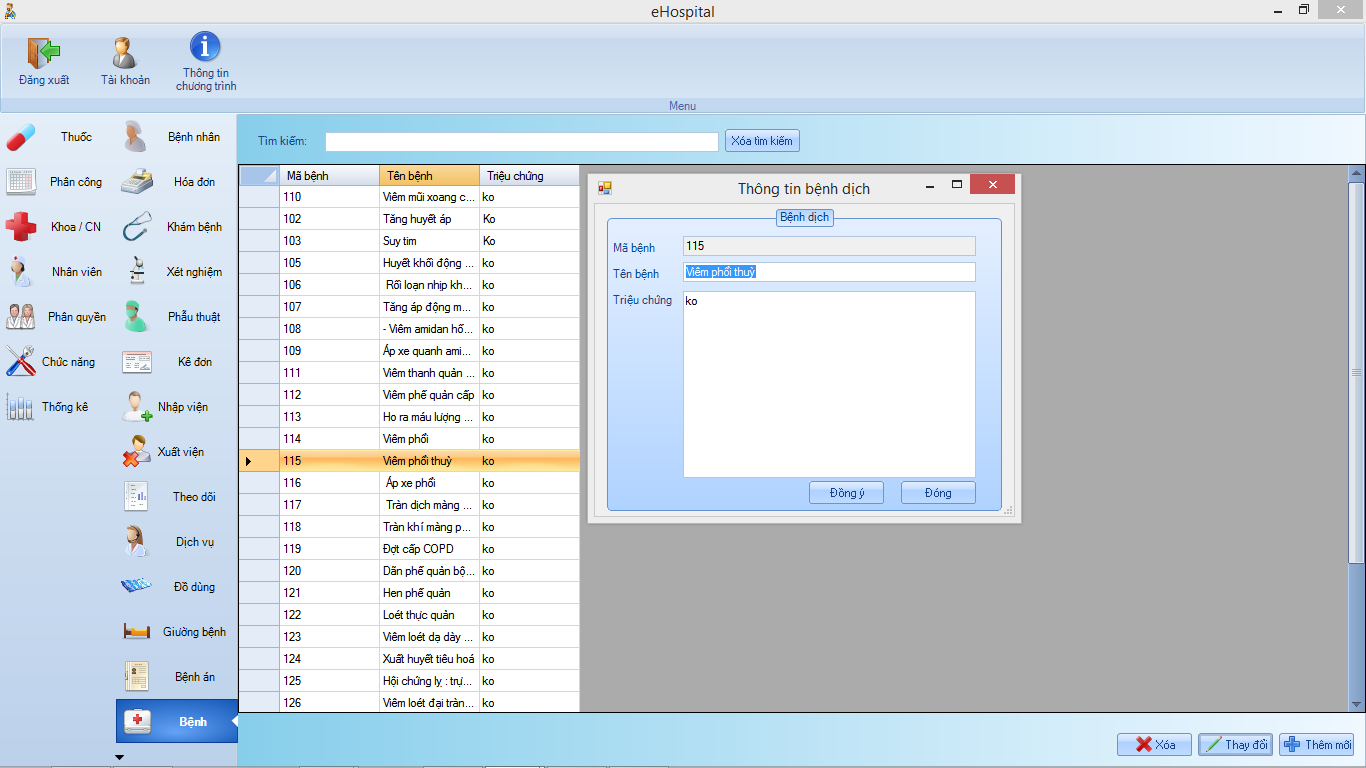 eHospital
Đăng xuất
Tài khoản
Thông tin
chương trình
Menu
Thuốc
Bệnh nhân
Phân công
Hóa đơn
Khoa / CN
Khám bệnh
Nhân viên
Xét nghiệm
Phân quyền
Phẫu thuật
Chức năng
Kê đơn
Thống kê
Nhập viện
Xuất viện
Theo dõi
Dịch vụ
Đồ dùng
Giường bệnh
Bệnh án
Bệnh
Tìm kiếm:
Xóa tìm kiếm
Mã bệnh Tên bệnh Triệu chứng
110 Viêm mũi xoang c... ko
102 Tăng huyết áp Ko
103 Suy tim Ko
105 Huyết khối động ... ko
106 Rối loạn nhịp kh... ko
107 Tăng áp động m... ko
108 - Viêm amidan hố... ko
109 Áp xe quanh ami... ko
111 Viêm thanh quản ... ko
112 Viêm phế quản cấp ko
113 Ho ra máu lượng ... ko
114 Viêm phổi ko
115 Viêm phổi thuỳ ko
116 Áp xe phổi ko
117 Tràn dịch màng ... ko
118 Tràn khí màng p... ko
119 Đợt cấp COPD ko
120 Dãn phế quản bộ... ko
121 Hen phế quản ko
122 Loét thực quản ko
123 Viêm loét dạ dày ... ko
124 Xuất huyết tiêu hoá ko
125 Hội chứng lỵ : trự... ko
126 Viêm loét đại tràn... ko
Thông tin bệnh dịch
Bệnh dịch
Mã bệnh 115
Tên bệnh Viêm phổi thuỳ
Triệu chứng ko
Đồng ý Đóng
Xóa Thay đổi Thêm mới